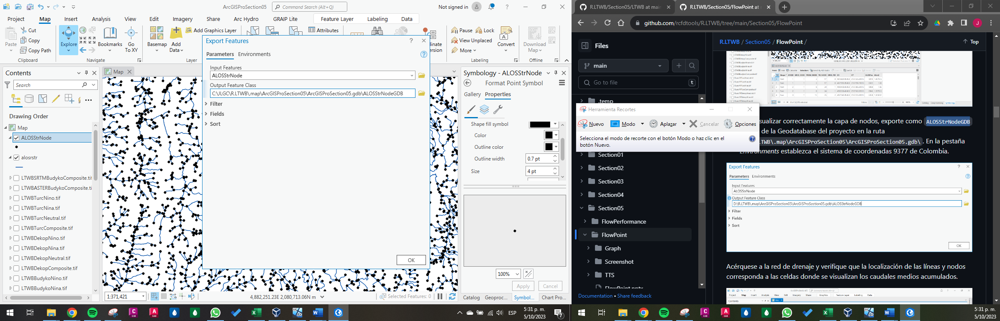 ArcGISProSection05
Command Search (Alt+Q)
Not signed in
Project
Map
Insert
Analysis
View
Edit
Imagery
Share
Arc Hydro
GRAIP Lite
Feature Layer
Labeling
Data
Paste
Cut
Copy
Copy Path
Clipboard
Explore
Bookmarks
Go
To XY
Navigate
Basemap
Add
Data
Add Graphics Layer
Layer
Attributes
Pause
Lock
View Unplaced
More
Convert
Labeling
Download
Map
Offline
Contents
Search
Drawing Order
Map
ALOSStrNode
alosrstr
LTWBSRTMBudykoComposite.tif
LTWBASTERBudykoComposite.ti
LTWBTurcNino.tif
LTWBTurcNina.tif
LTWBTurcNeutral.tif
LTWBTurcComposite.tif
LTWBDekopNino.tif
LTWBDekopNina.tif
LTWBDekopNeutral.tif
LTWBDekopComposite.tif
LTWBBudykoNino.tif
LTWBBudykoNina.tif
Map
Export Features
Parameters
Environments
Input Features
ALOSStrNode
Output Feature Class
C:\JLGC\R.LTWB\.map\ArcGISProSection05\ArcGISProSection05.gdb\ALOSStrNodeGDB
Filter
Fields
Sort
OK
1:371,421
4,882,251.23E 2,080,713.06N m
Selected Features: 0
Symbology - ALOSStrNode
Format Point Symbol
Gallery
Properties
Shape fill symbol
Color
Outline color
Outline width
0.7 pt
Size
4 pt
100%
Apply
Cancel
Catalog
Geoproc...
Symbol...
Chart Pro...
ESP
5:31 p. m.
5/10/2023
R.LTWB/Section05/LTWB at main
R.LTWB/Section05/FlowPoint at
github.com/rcfdtools/R.LTWB/tree/main/Section05/FlowPoint
Files
main
Go to file
t
.temp
Section01
Section02
Section03
Section04
Section05
FlowPerformance
FlowPoint
Graph
Screenshot
TTS
FlowPoint.pptx
Documentation • Share feedback
Herramienta Recortes
Nuevo
Modo
Aplazar
Cancelar
Opciones
Selecciona el modo de recorte con el botón Modo o haz clic en el
botón Nuevo.
R.LTWB / Section05 / FlowPoint /
Top
sualizar correctamente la capa de nodos, exporte como ALOSStrNodeGDB
de la Geodatabase del proyecto en la ruta
LTWB\.map\ArcGISProSection05\ArcGISProSection05.gdb\ . En la pestaña
Environments establezca el sistema de coordenadas 9377 de Colombia.
Export Features
Parameters
Environments
Input Features
ALOSStrNode
Output Feature Class
D:\R.LTWB\.map\ArcGISProSection05\ArcGISProSection05.gdb\ALOSStrNodeGDB
Filter
Fields
Sort
OK
Acérquese a la red de drenaje y verifique que la localización de las líneas y nodos
corresponda a las celdas donde se visualizan los caudales medios acumulados.
5:31 p. m.
5/10/2023